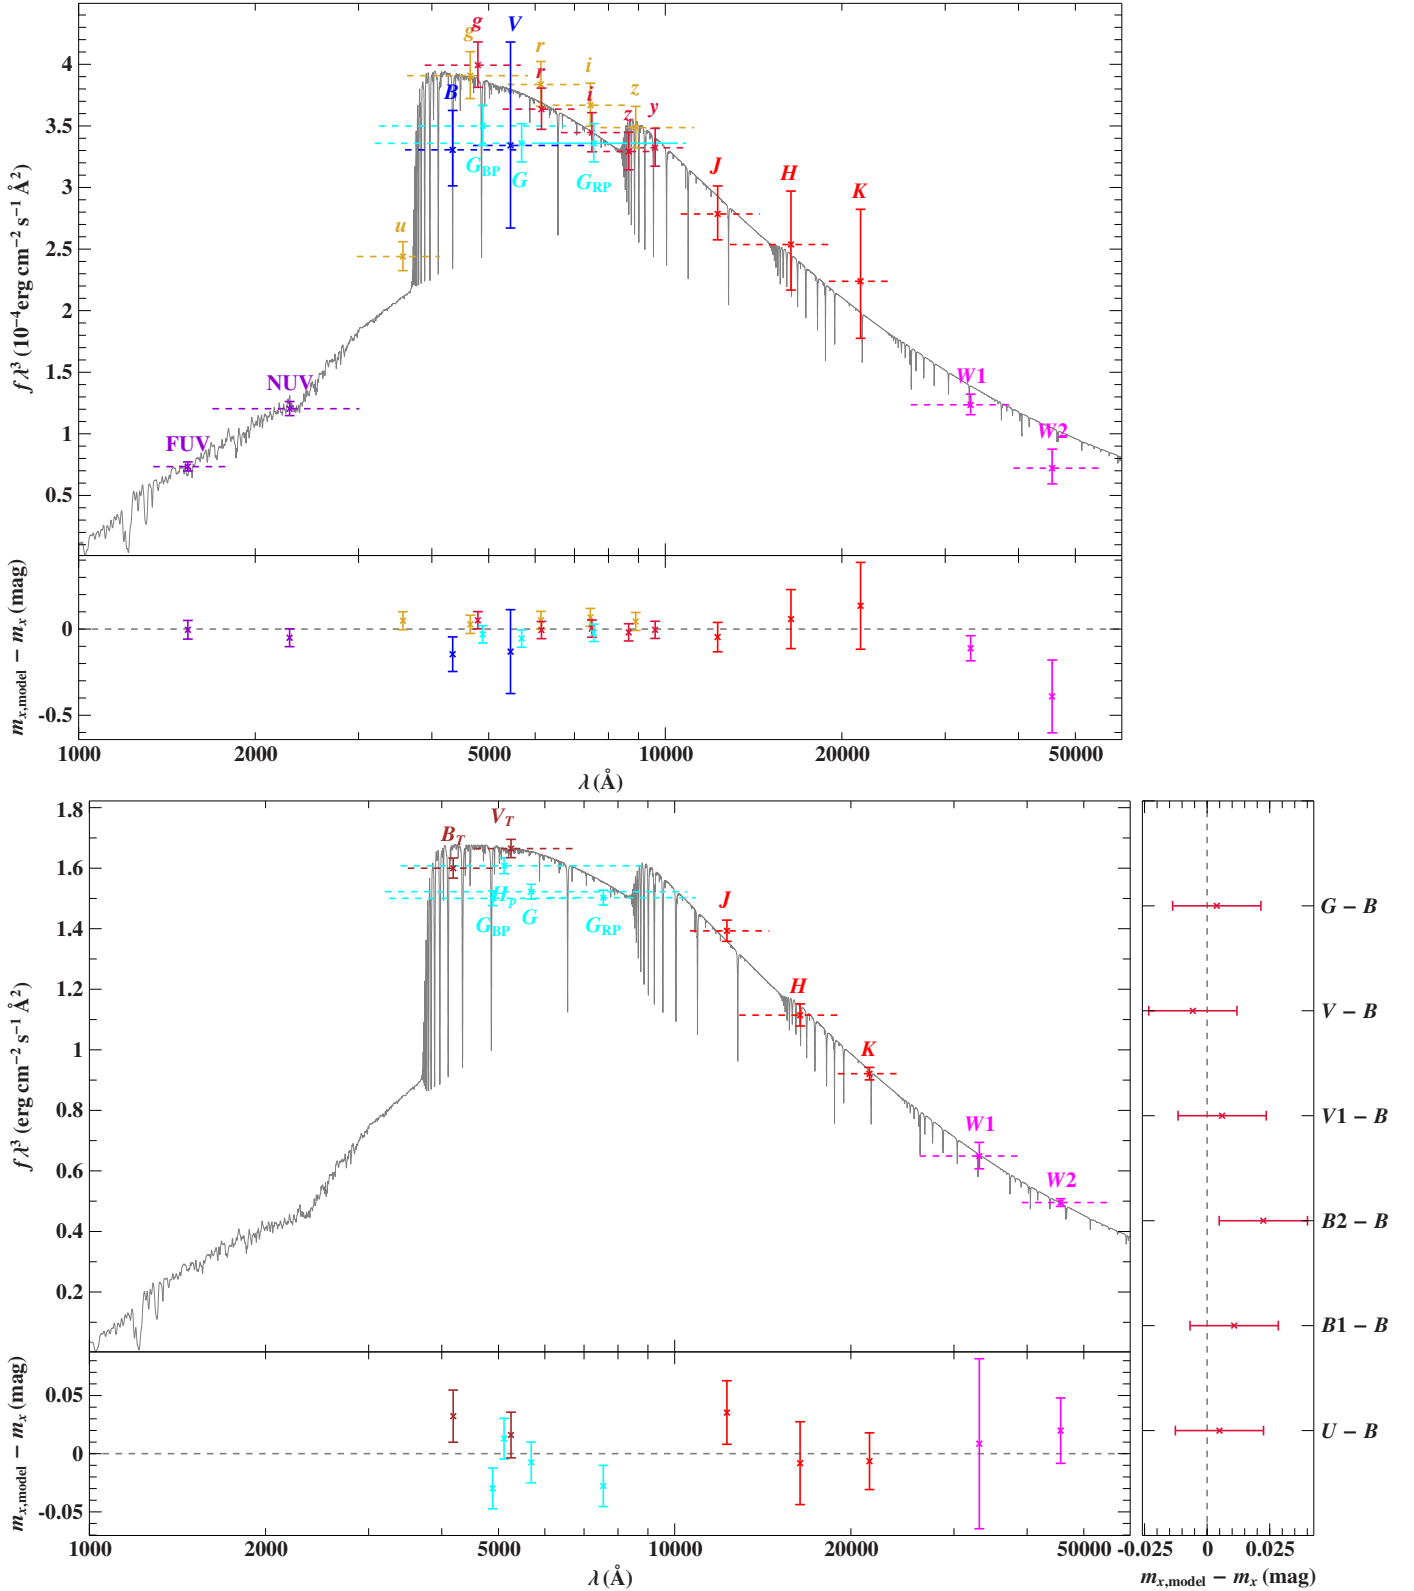 f λ³ (10⁻⁴erg cm⁻² s⁻¹ Å²)
4
3.5
3
2.5
2
1.5
1
0.5
FUV
NUV
u
g
g
B
V
G_BP
G
r
r
i
i
G_RP
z
z
y
J
H
K
W1
W2
m_x,model − m_x (mag)
0
-0.5
1000 2000 5000 10000 20000 50000
λ (Å)
f λ³ (erg cm⁻² s⁻¹ Å²)
1.8
1.6
1.4
1.2
1
0.8
0.6
0.4
0.2
B_T
V_T
H_p
G_BP
G
G_RP
J
H
K
W1
W2
m_x,model − m_x (mag)
0.05
0
-0.05
1000 2000 5000 10000 20000 50000
λ (Å)
G − B
V − B
V1 − B
B2 − B
B1 − B
U − B
-0.025 0 0.025
m_x,model − m_x (mag)